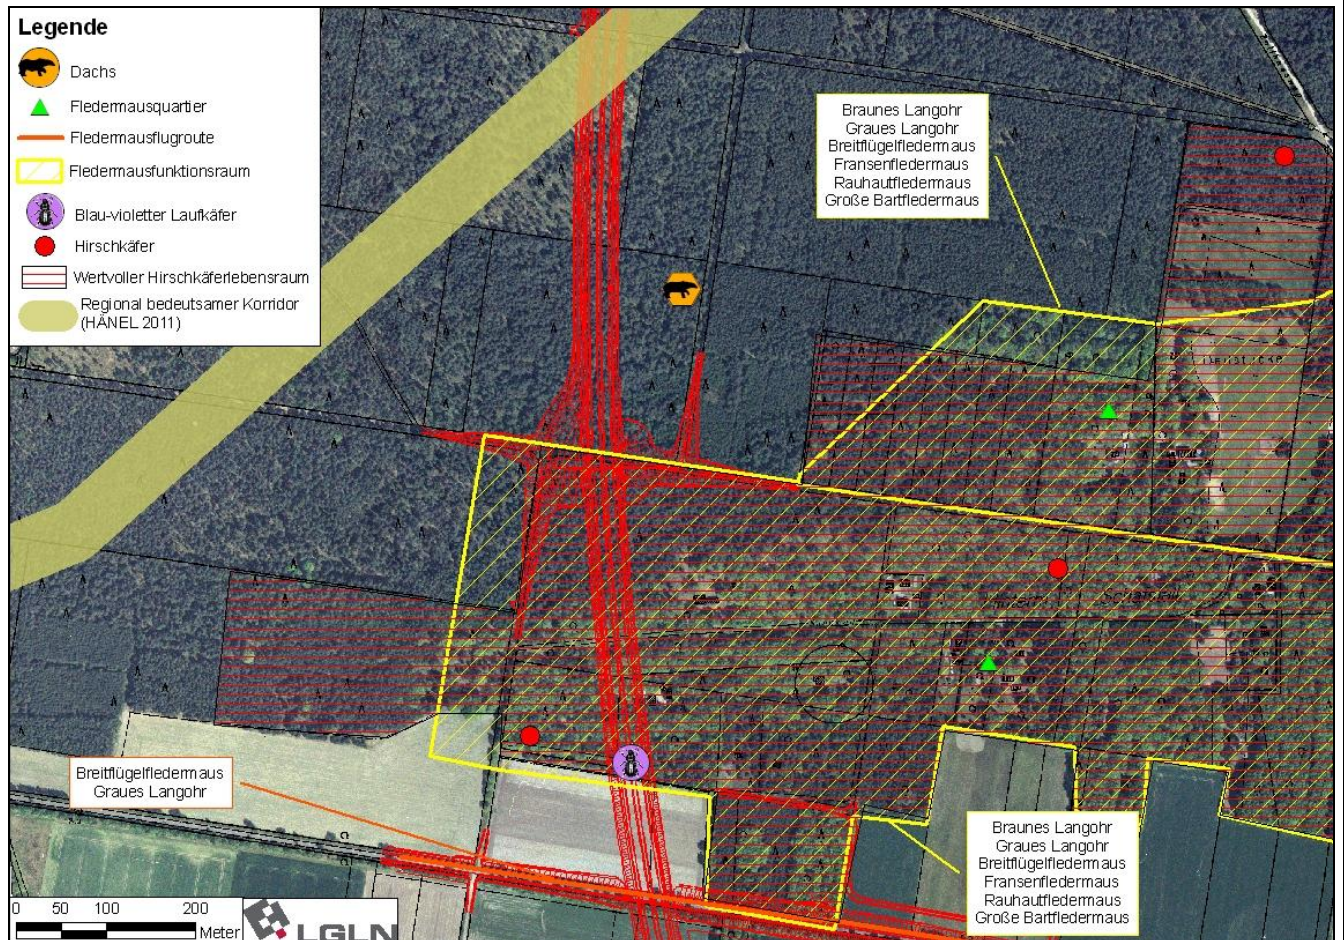 Legende
Dachs
Fledermausquartier
Fledermausflugroute
Fledermausfunktionsraum
Blau-violetter Laufkäfer
Hirschkäfer
Wertvoller Hirschkäferlebensraum
Regional bedeutsamer Korridor
(HÄNEL 2011)
Braunes Langohr
Graues Langohr
Breitflügelfledermaus
Fransenfledermaus
Rauhautfledermaus
Große Bartfledermaus
Breitflügelfledermaus
Graues Langohr
Braunes Langohr
Graues Langohr
Breitflügelfledermaus
Fransenfledermaus
Rauhautfledermaus
Große Bartfledermaus
0 50 100 200
Meter
LGLN